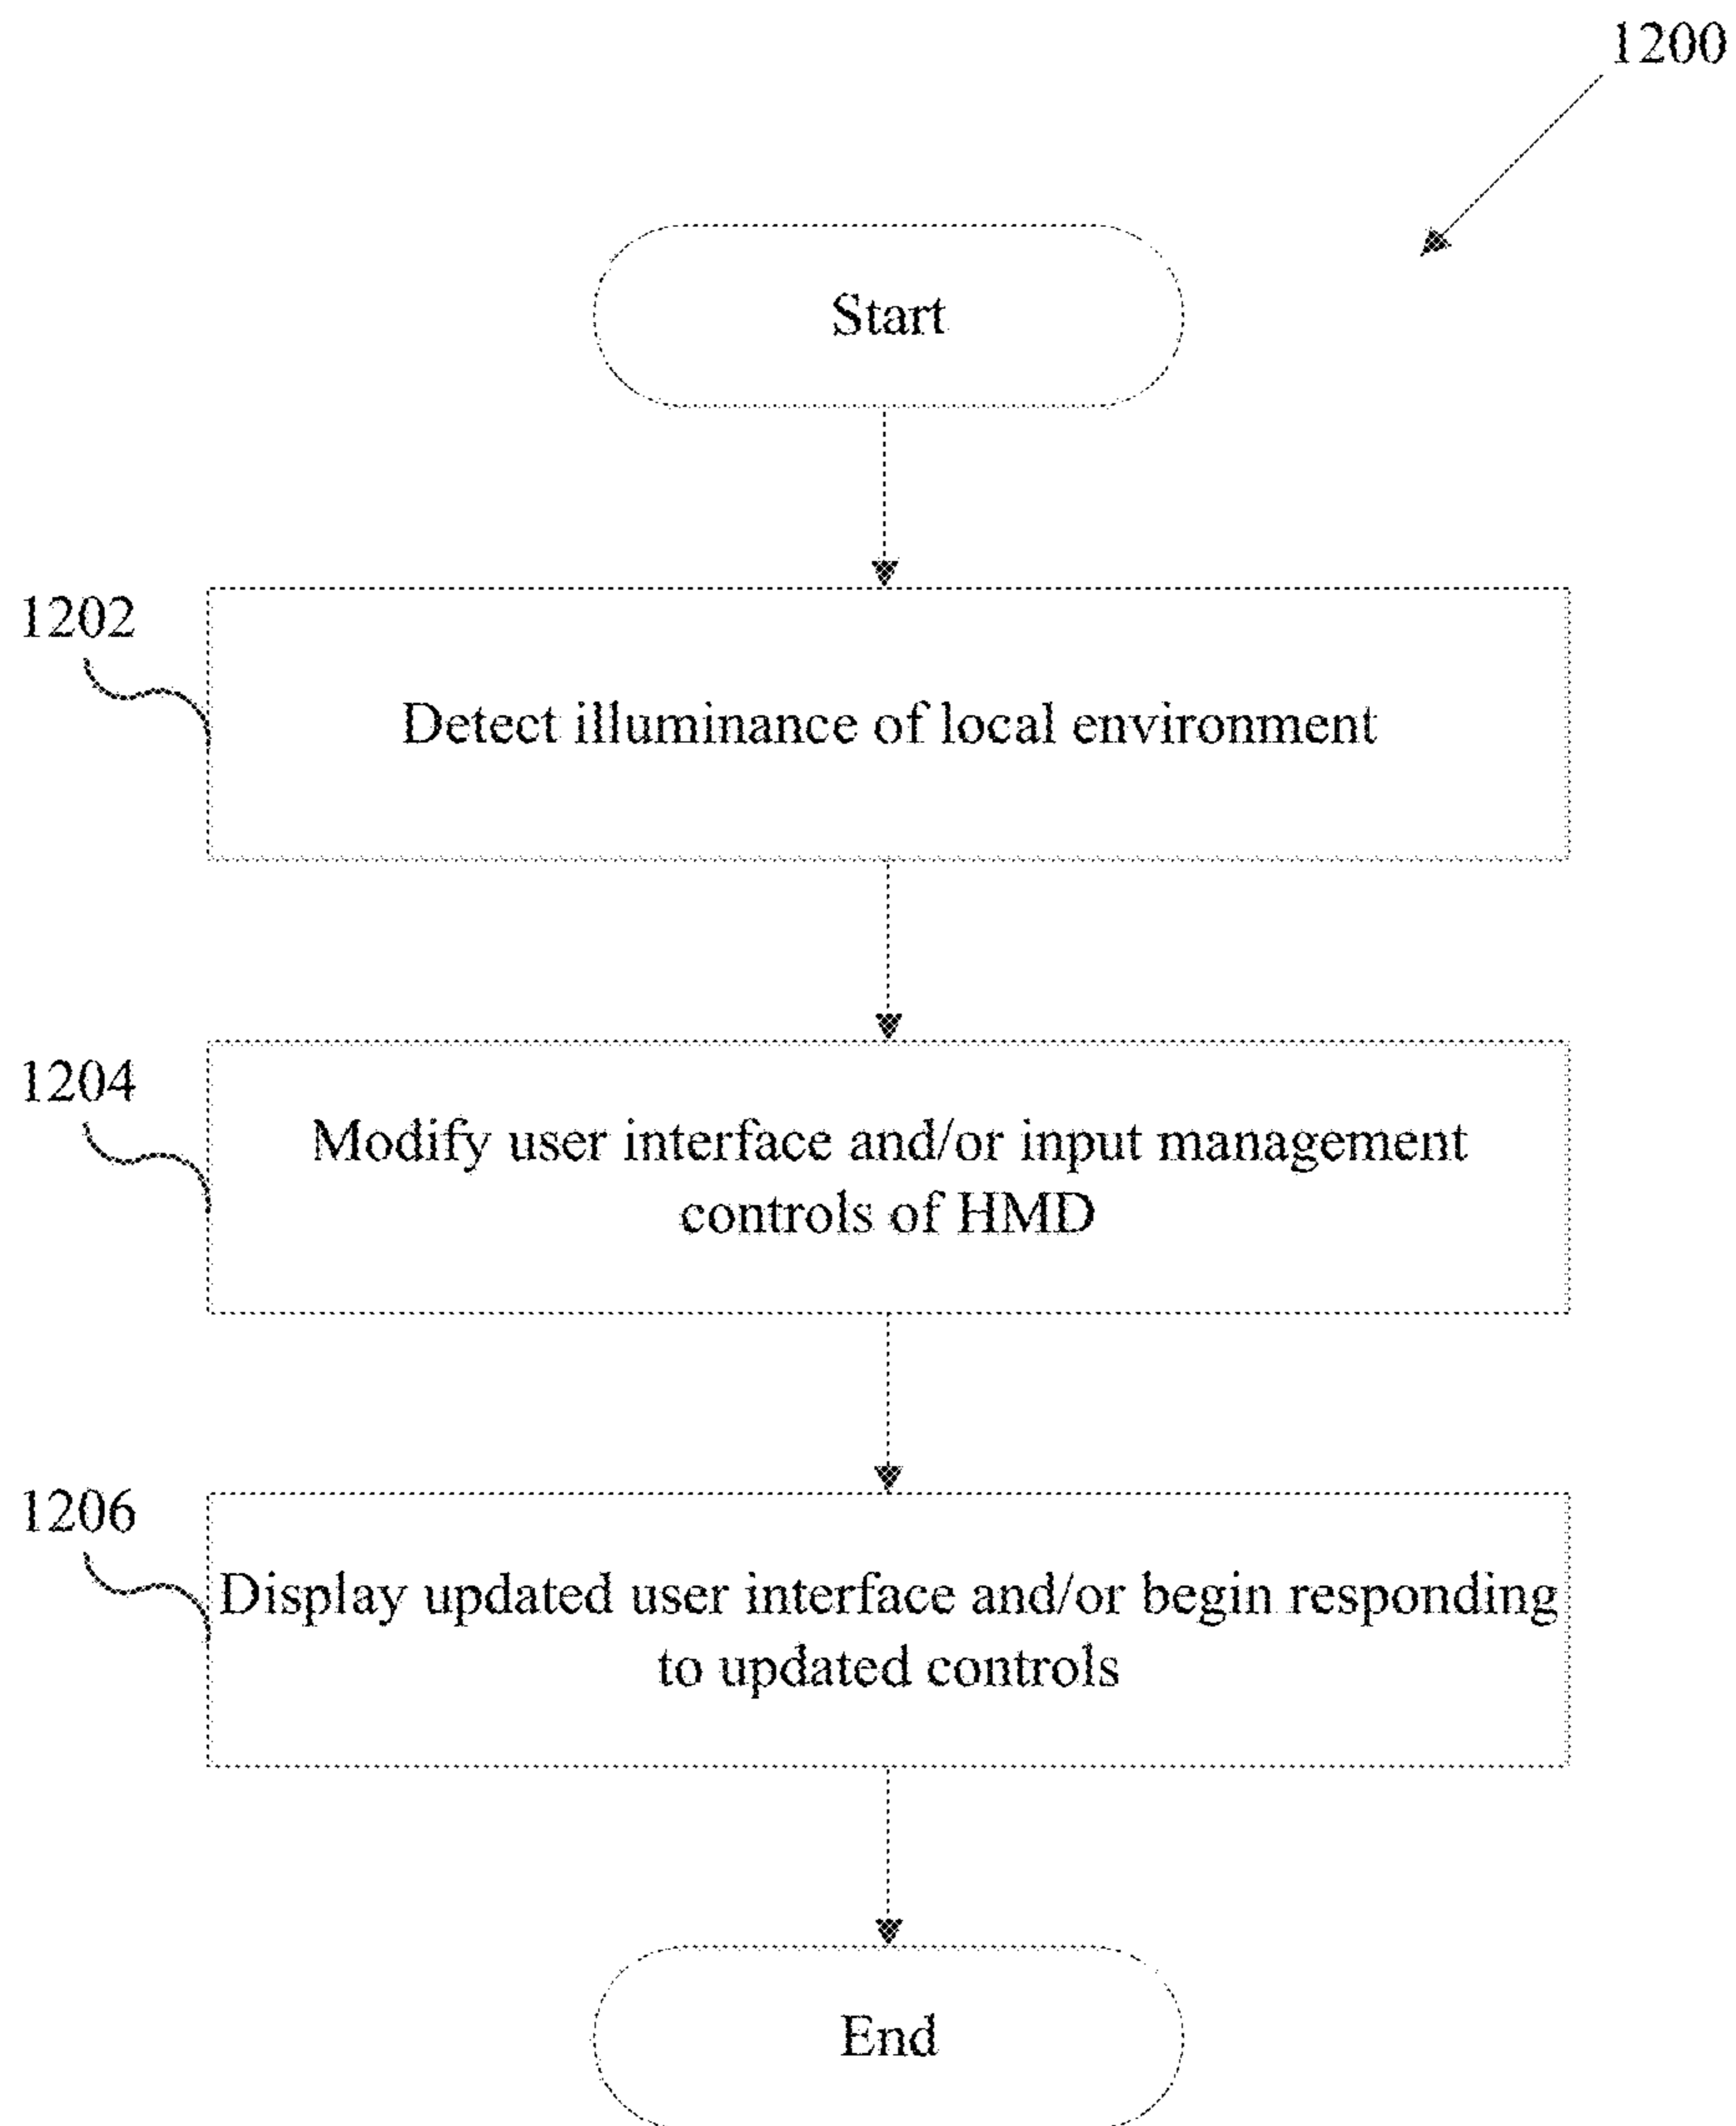 1200
Start
1202
Detect illuminance of local environment
1204
Modify user interface and/or input management
controls of HMD
1206
Display updated user interface and/or begin responding
to updated controls
End